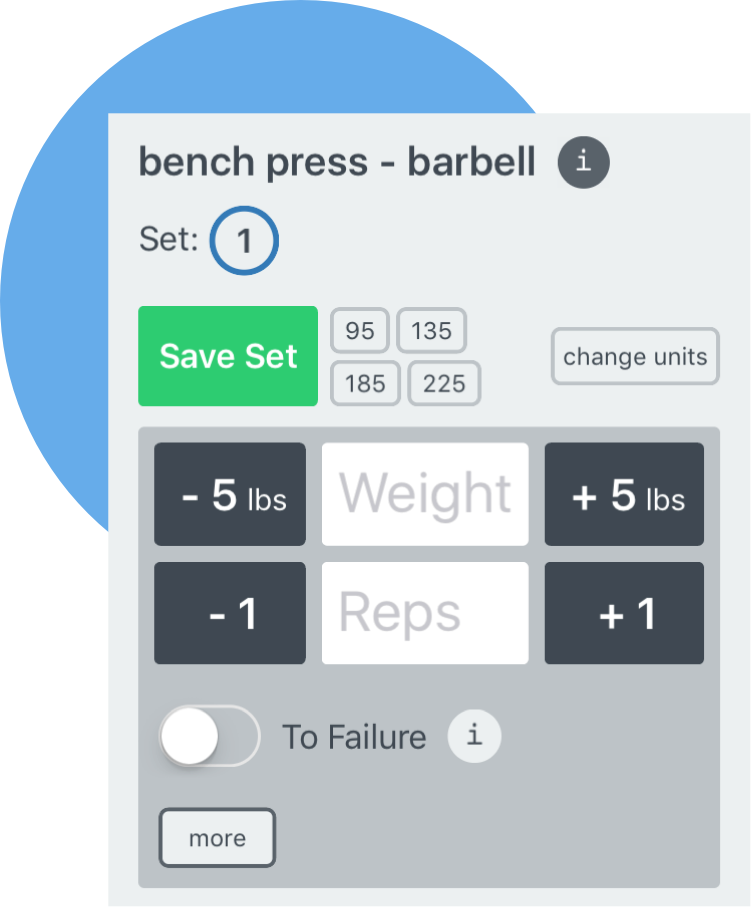 bench press - barbell i
Set: 1
Save Set
95 135
185 225
change units
- 5 lbs Weight + 5 lbs
- 1 Reps + 1
To Failure i
more